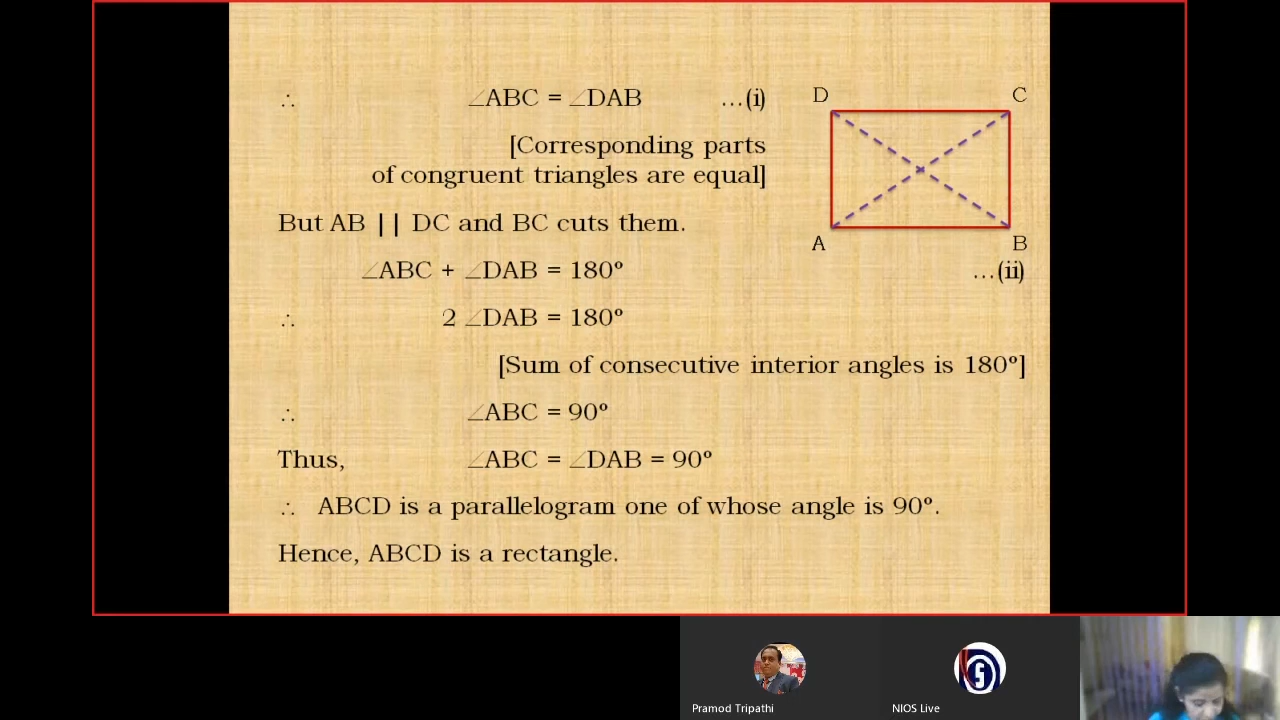 ∴ ∠ABC = ∠DAB ...(i)
[Corresponding parts
of congruent triangles are equal]
But AB || DC and BC cuts them.
∠ABC + ∠DAB = 180° ...(ii)
∴ 2 ∠DAB = 180°
[Sum of consecutive interior angles is 180°]
∴ ∠ABC = 90°
Thus, ∠ABC = ∠DAB = 90°
∴ ABCD is a parallelogram one of whose angle is 90°.
Hence, ABCD is a rectangle.
D C
A B
Pramod Tripathi
NIOS Live